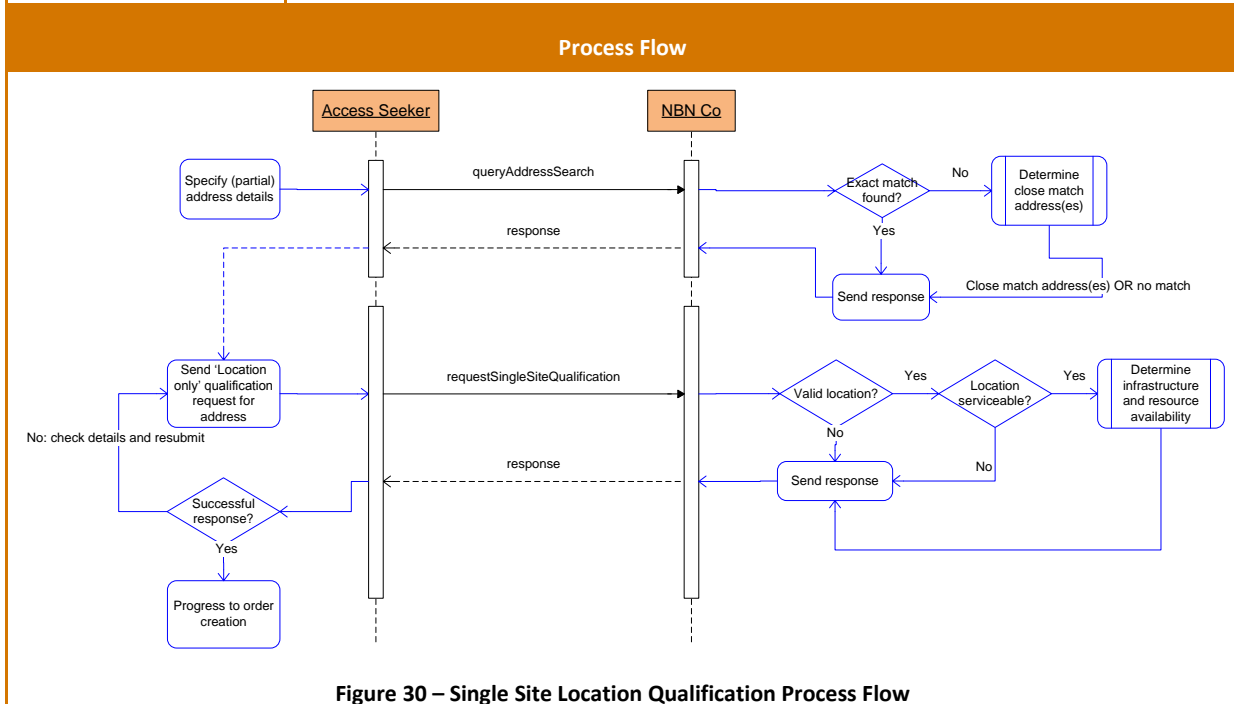 Process Flow
Access Seeker
NBN Co
Specify (partial)
address details
queryAddressSearch
Exact match
found?
No
Determine
close match
address(es)
Yes
response
Send response
Close match address(es) OR no match
Send ‘Location
only’ qualification
request for
address
requestSingleSiteQualification
Valid location?
Yes
Location
serviceable?
Yes
Determine
infrastructure
and resource
availability
No: check details and resubmit
No
No
response
Send response
Successful
response?
Yes
Progress to order
creation
Figure 30 – Single Site Location Qualification Process Flow